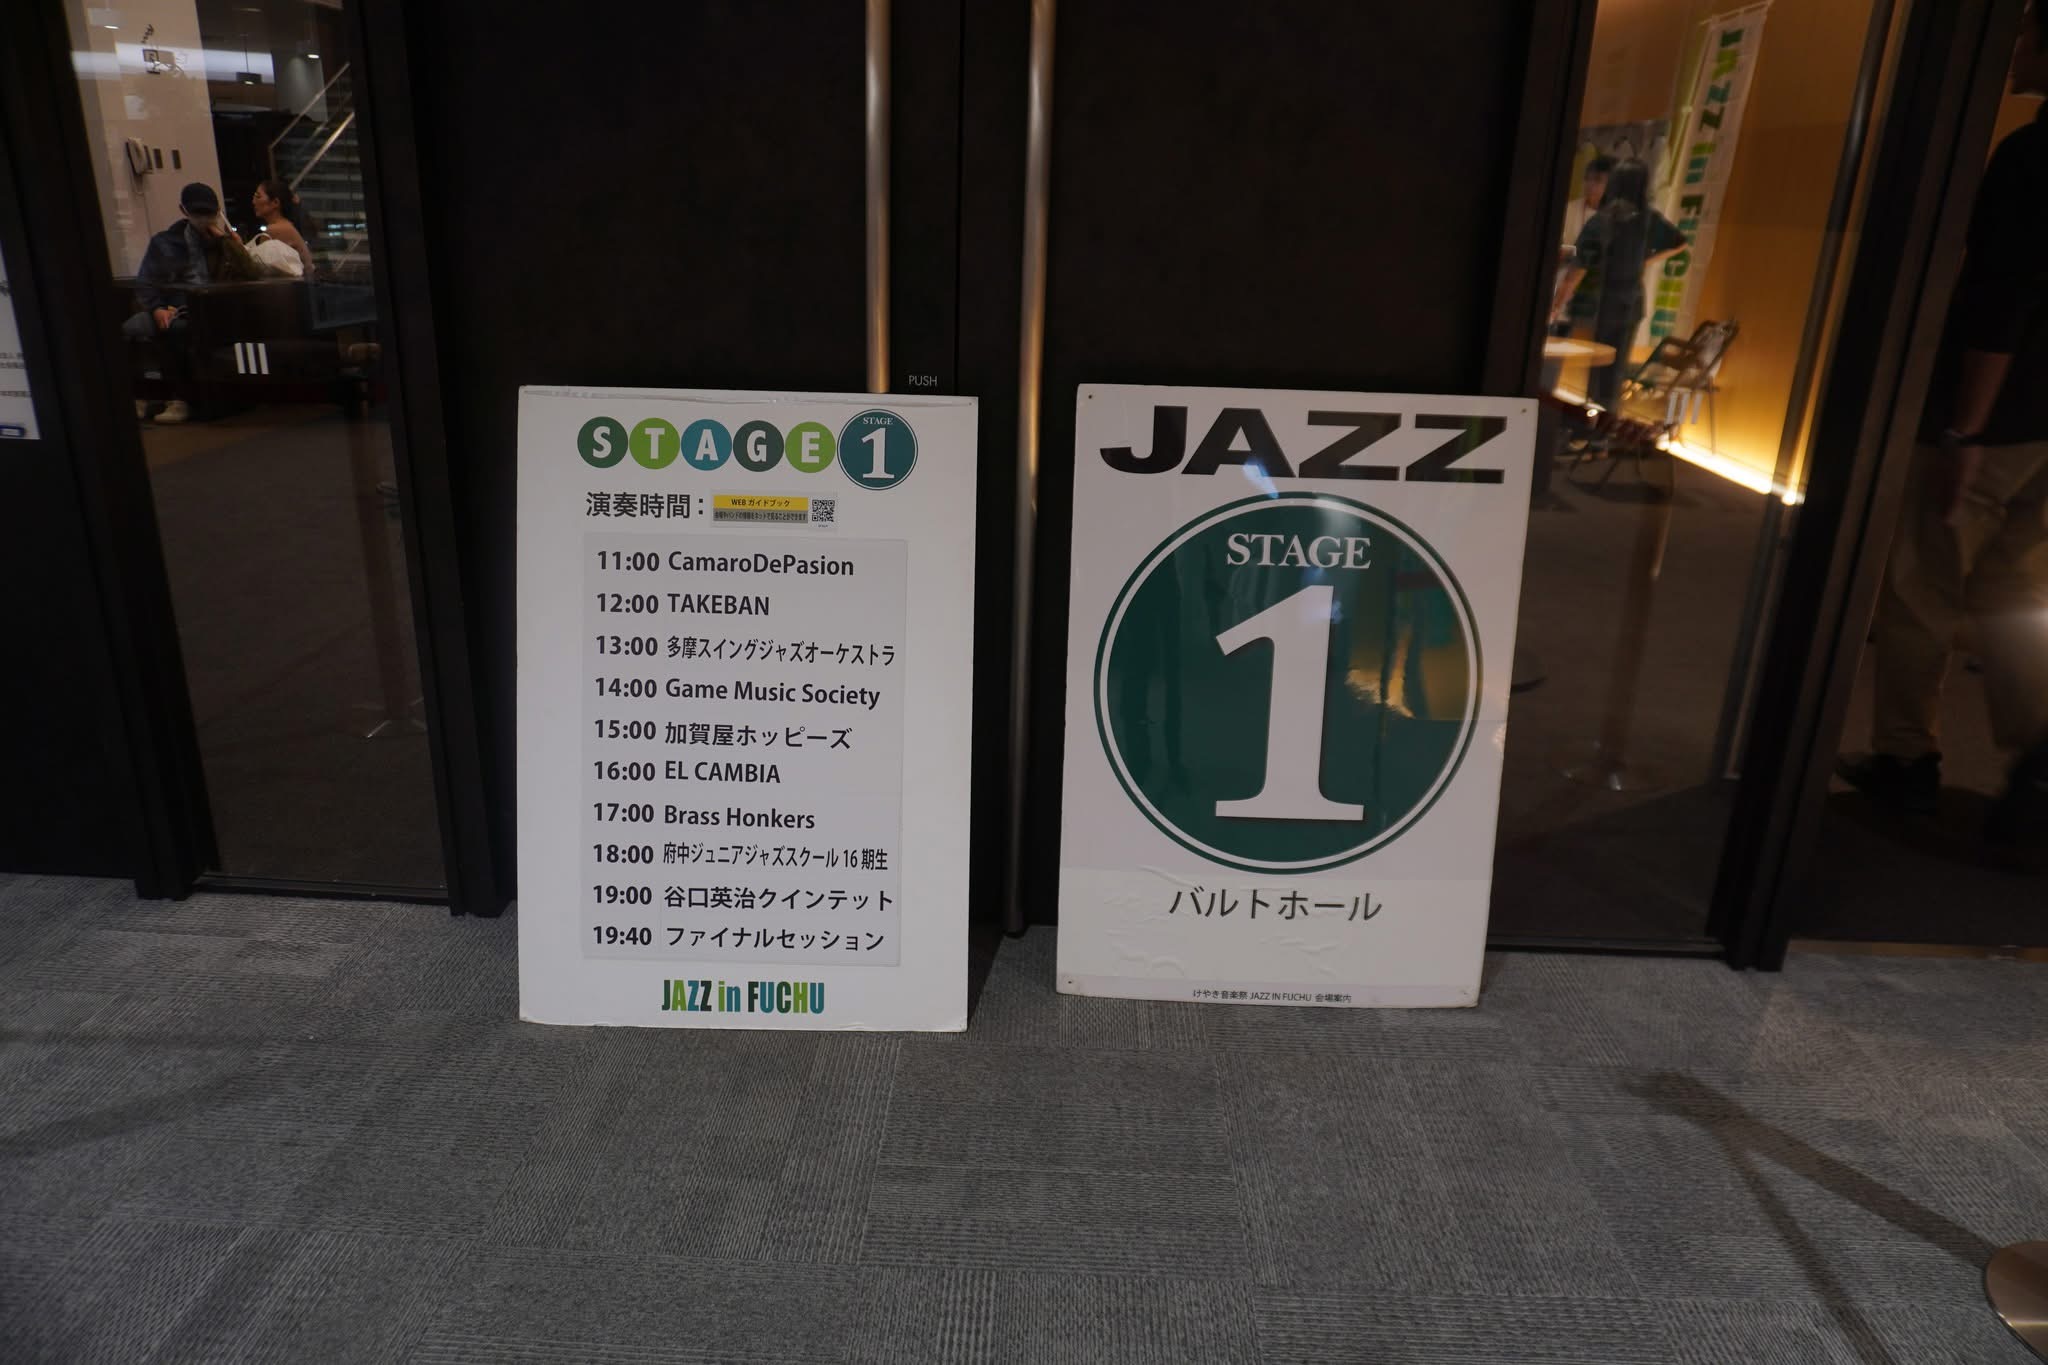 STAGE
STAGE
1
演奏時間：
WEB ガイドブック
11:00 CamaroDePasion
12:00 TAKEBAN
13:00 多摩スイングジャズオーケストラ
14:00 Game Music Society
15:00 加賀屋ホッピーズ
16:00 EL CAMBIA
17:00 Brass Honkers
18:00 府中ジュニアジャズスクール 16 期生
19:00 谷口英治クインテット
19:40 ファイナルセッション
JAZZ in FUCHU
PUSH
JAZZ
STAGE
1
バルトホール
けやき音楽祭 JAZZ IN FUCHU 会場案内
JAZZ in FUCHU